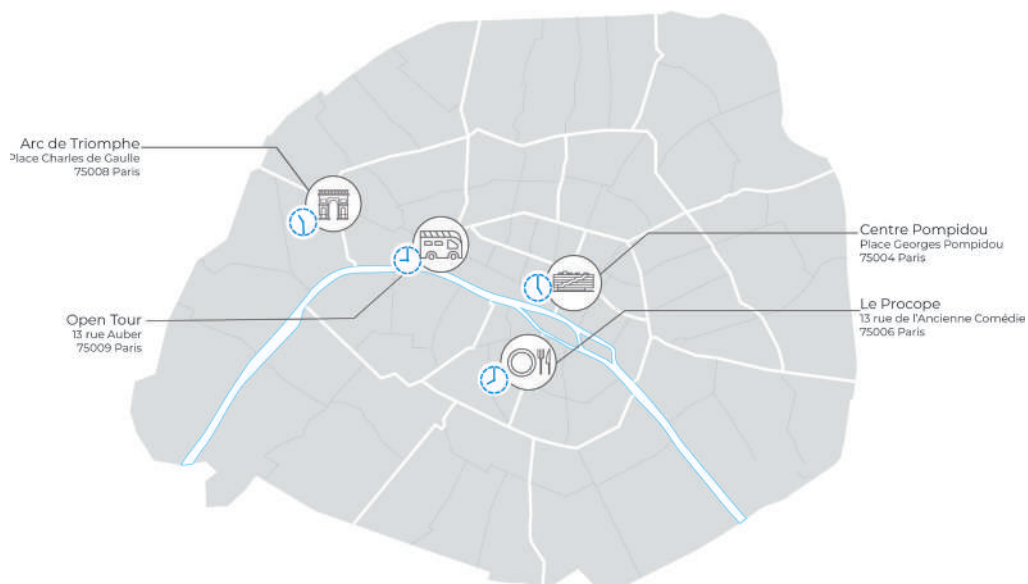 Arc de Triomphe
Place Charles de Gaulle
75008 Paris
Centre Pompidou
Place Georges Pompidou
75004 Paris
Open Tour
13 rue Auber
75009 Paris
Le Procope
13 rue de l'Ancienne Comédie
75006 Paris